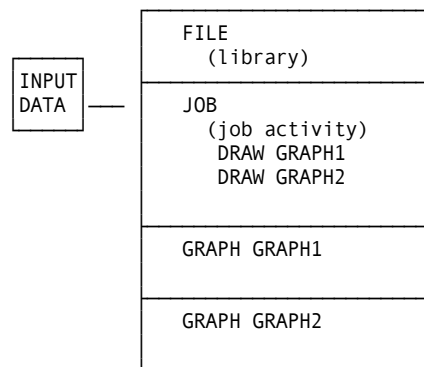 FILE
(library)
INPUT
DATA
JOB
(job activity)
DRAW GRAPH1
DRAW GRAPH2
GRAPH GRAPH1
GRAPH GRAPH2